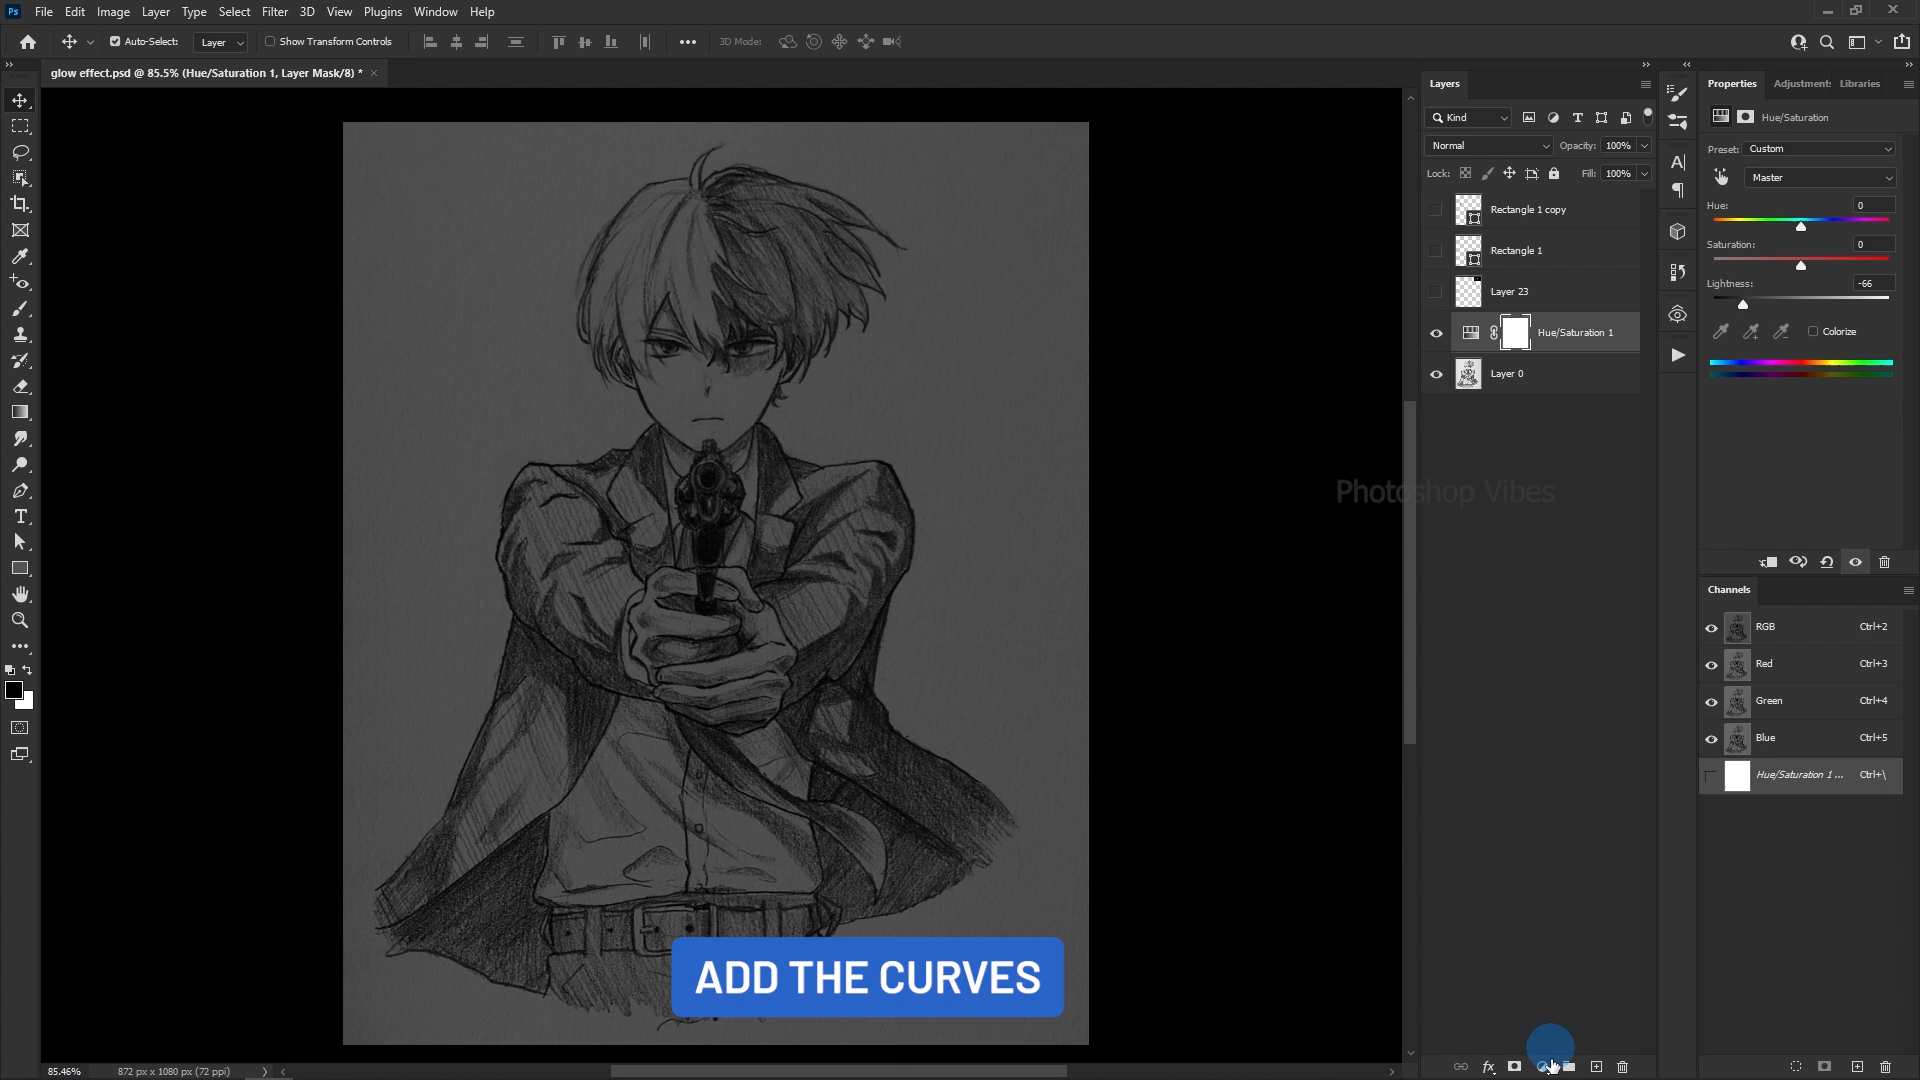 Ps File Edit Image Layer Type Select Filter 3D View Plugins Window Help
Auto-Select: Layer Show Transform Controls 3D Mode:
glow effect.psd @ 85.5% (Hue/Saturation 1, Layer Mask/8) *
Layers
Kind
Normal Opacity: 100%
Lock: Fill: 100%
Rectangle 1 copy
Rectangle 1
Layer 23
Hue/Saturation 1
Layer 0
Properties Adjustments Libraries
Hue/Saturation
Preset: Custom
Master
Hue: 0
Saturation: 0
Lightness: -66
Colorize
Channels
RGB Ctrl+2
Red Ctrl+3
Green Ctrl+4
Blue Ctrl+5
Hue/Saturation 1 ... Ctrl+\
Photoshop Vibes
ADD THE CURVES
85.46% 872 px x 1080 px (72 ppi)